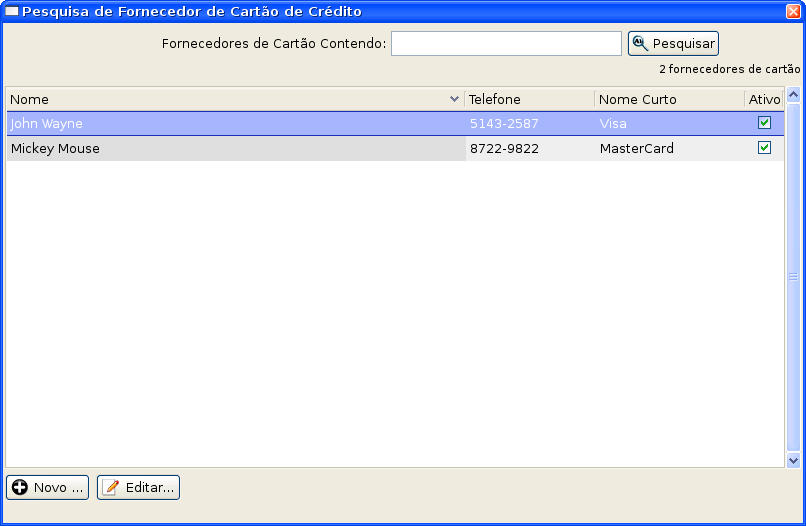 Pesquisa de Fornecedor de Cartão de Crédito
Fornecedores de Cartão Contendo: Pesquisar
2 fornecedores de cartão
Nome Telefone Nome Curto Ativo
John Wayne 5143-2587 Visa
Mickey Mouse 8722-9822 MasterCard
Novo ... Editar...